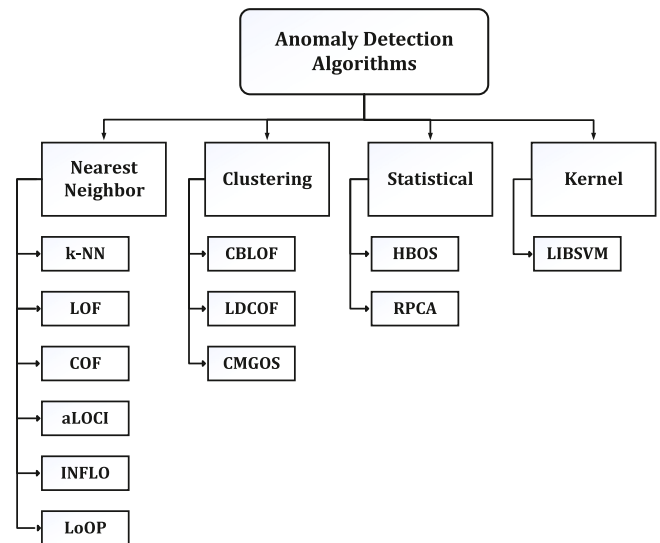 Anomaly Detection
Algorithms
Nearest
Neighbor
Clustering
Statistical
Kernel
k-NN
CBLOF
HBOS
LIBSVM
LOF
LDCOF
RPCA
COF
CMGOS
aLOCI
INFLO
LoOP